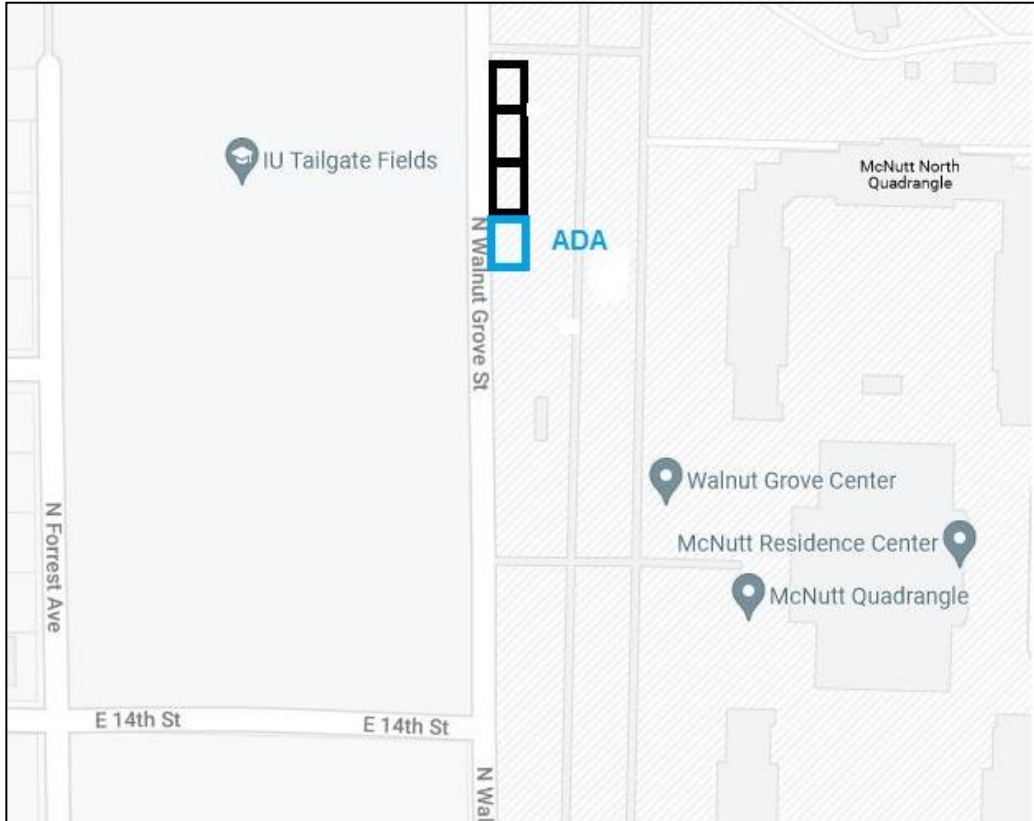 IU Tailgate Fields
McNutt North
Quadrangle
ADA
N Walnut Grove St
Walnut Grove Center
McNutt Residence Center
McNutt Quadrangle
N Forrest Ave
E 14th St
E 14th St
N Wal